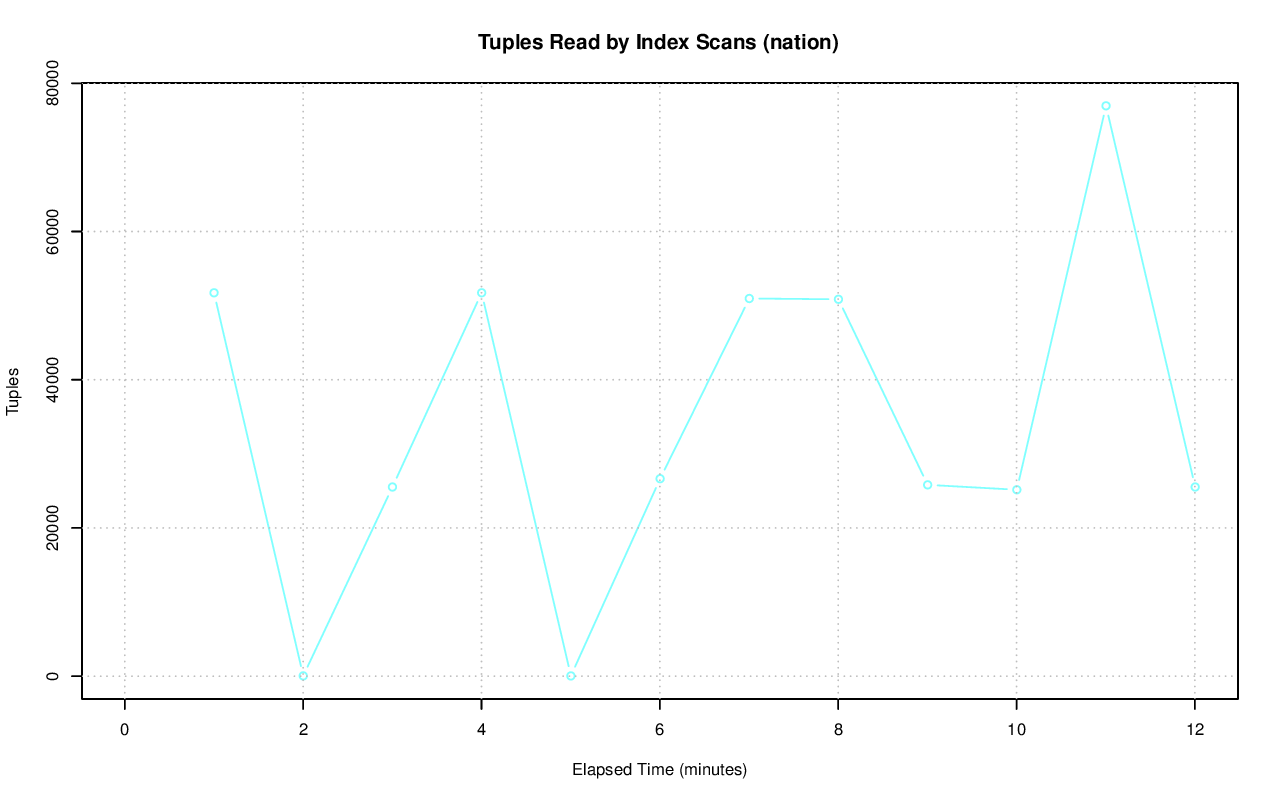 Tuples Read by Index Scans (nation)
80000
60000
40000
20000
0
Tuples
0 2 4 6 8 10 12
Elapsed Time (minutes)